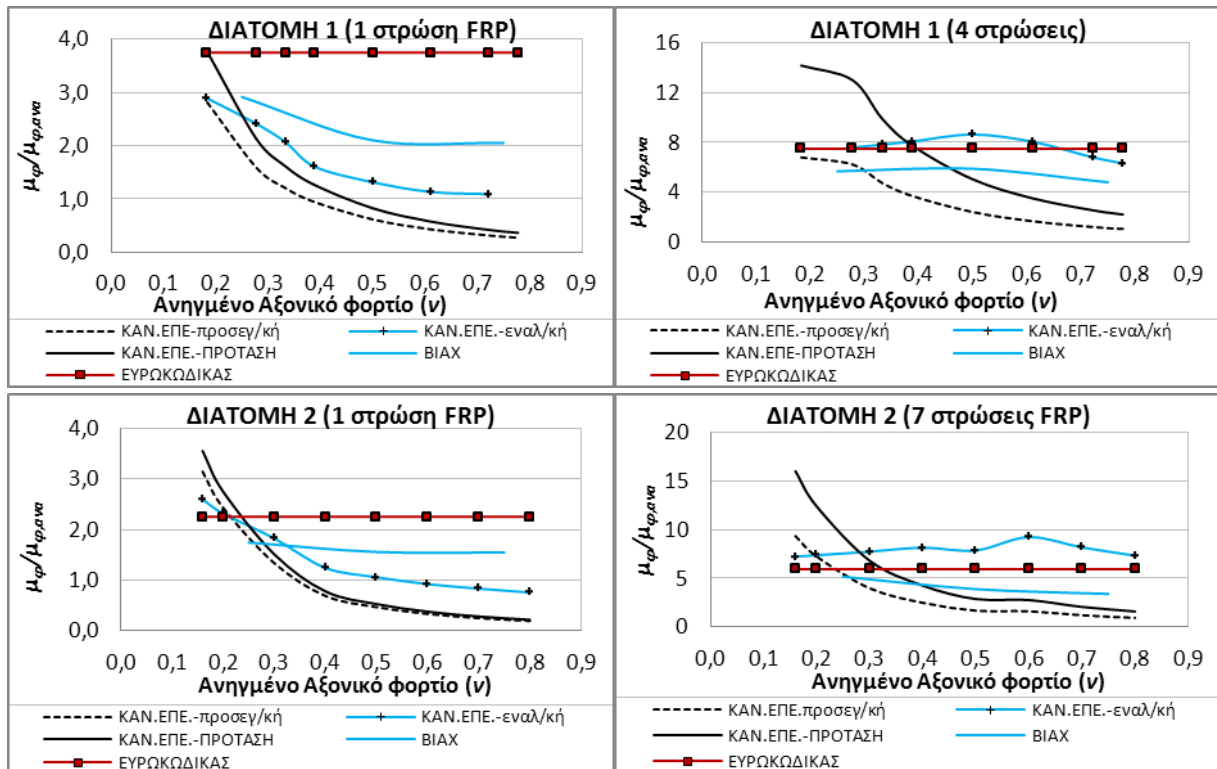 ΔΙΑΤΟΜΗ 1 (1 στρώση FRP)
4,0
3,0
2,0
1,0
0,0
μφ/μφ,ανα
0,0 0,1 0,2 0,3 0,4 0,5 0,6 0,7 0,8 0,9
Ανηγμένο Αξονικό φορτίο (ν)
ΚΑΝ.ΕΠΕ-προσεγ/κή ΚΑΝ.ΕΠΕ.-εναλ/κή
ΚΑΝ.ΕΠΕ.-ΠΡΟΤΑΣΗ ΒΙΑΧ
ΕΥΡΩΚΩΔΙΚΑΣ
ΔΙΑΤΟΜΗ 1 (4 στρώσεις)
16
12
8
4
0
μφ/μφ,ανα
0,0 0,1 0,2 0,3 0,4 0,5 0,6 0,7 0,8 0,9
Ανηγμένο Αξονικό φορτίο (ν)
ΚΑΝ.ΕΠΕ-προσεγ/κή ΚΑΝ.ΕΠΕ.-εναλ/κή
ΚΑΝ.ΕΠΕ-ΠΡΟΤΑΣΗ ΒΙΑΧ
ΕΥΡΩΚΩΔΙΚΑΣ
ΔΙΑΤΟΜΗ 2 (1 στρώση FRP)
4,0
3,0
2,0
1,0
0,0
μφ/μφ,ανα
0,0 0,1 0,2 0,3 0,4 0,5 0,6 0,7 0,8 0,9
Ανηγμένο Αξονικό φορτίο (ν)
ΚΑΝ.ΕΠΕ.-προσεγ/κή ΚΑΝ.ΕΠΕ.-εναλ/κή
ΚΑΝ.ΕΠΕ.-ΠΡΟΤΑΣΗ ΒΙΑΧ
ΕΥΡΩΚΩΔΙΚΑΣ
ΔΙΑΤΟΜΗ 2 (7 στρώσεις FRP)
20
15
10
5
0
μφ/μφ,ανα
0,0 0,1 0,2 0,3 0,4 0,5 0,6 0,7 0,8 0,9
Ανηγμένο Αξονικό φορτίο (ν)
ΚΑΝ.ΕΠΕ.προσεγ/κή ΚΑΝ.ΕΠΕ.-εναλ/κή
ΚΑΝ.ΕΠΕ.-ΠΡΟΤΑΣΗ ΒΙΑΧ
ΕΥΡΩΚΩΔΙΚΑΣ